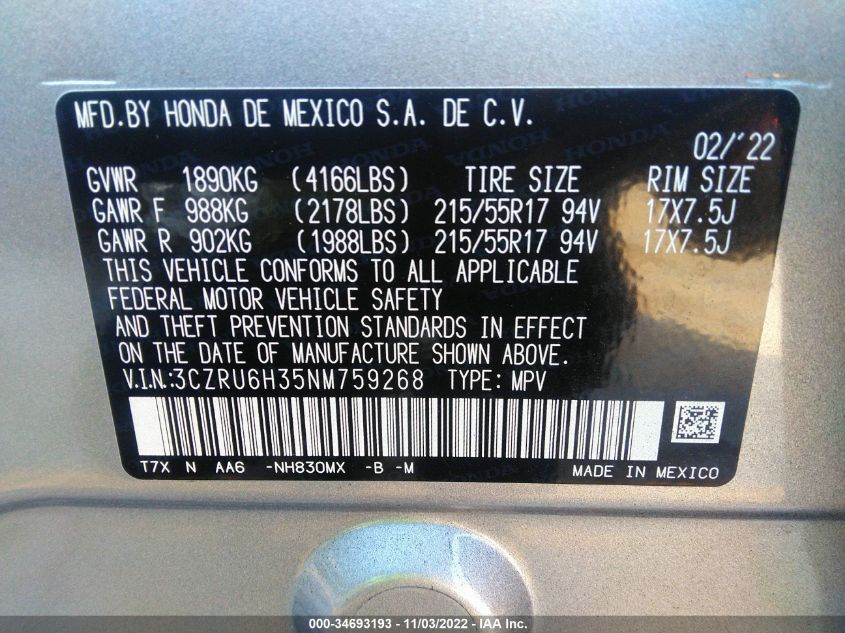 MFD.BY HONDA DE MEXICO S.A. DE C.V.
02/'22
GVWR 1890KG (4166LBS) TIRE SIZE RIM SIZE
GAWR F 988KG (2178LBS) 215/55R17 94V 17X7.5J
GAWR R 902KG (1988LBS) 215/55R17 94V 17X7.5J
THIS VEHICLE CONFORMS TO ALL APPLICABLE
FEDERAL MOTOR VEHICLE SAFETY
AND THEFT PREVENTION STANDARDS IN EFFECT
ON THE DATE OF MANUFACTURE SHOWN ABOVE.
V.I.N.:3CZRU6H35NM759268 TYPE: MPV
T7X N AA6 -NH830MX -B -M MADE IN MEXICO
000-34693193 - 11/03/2022 - IAA Inc.